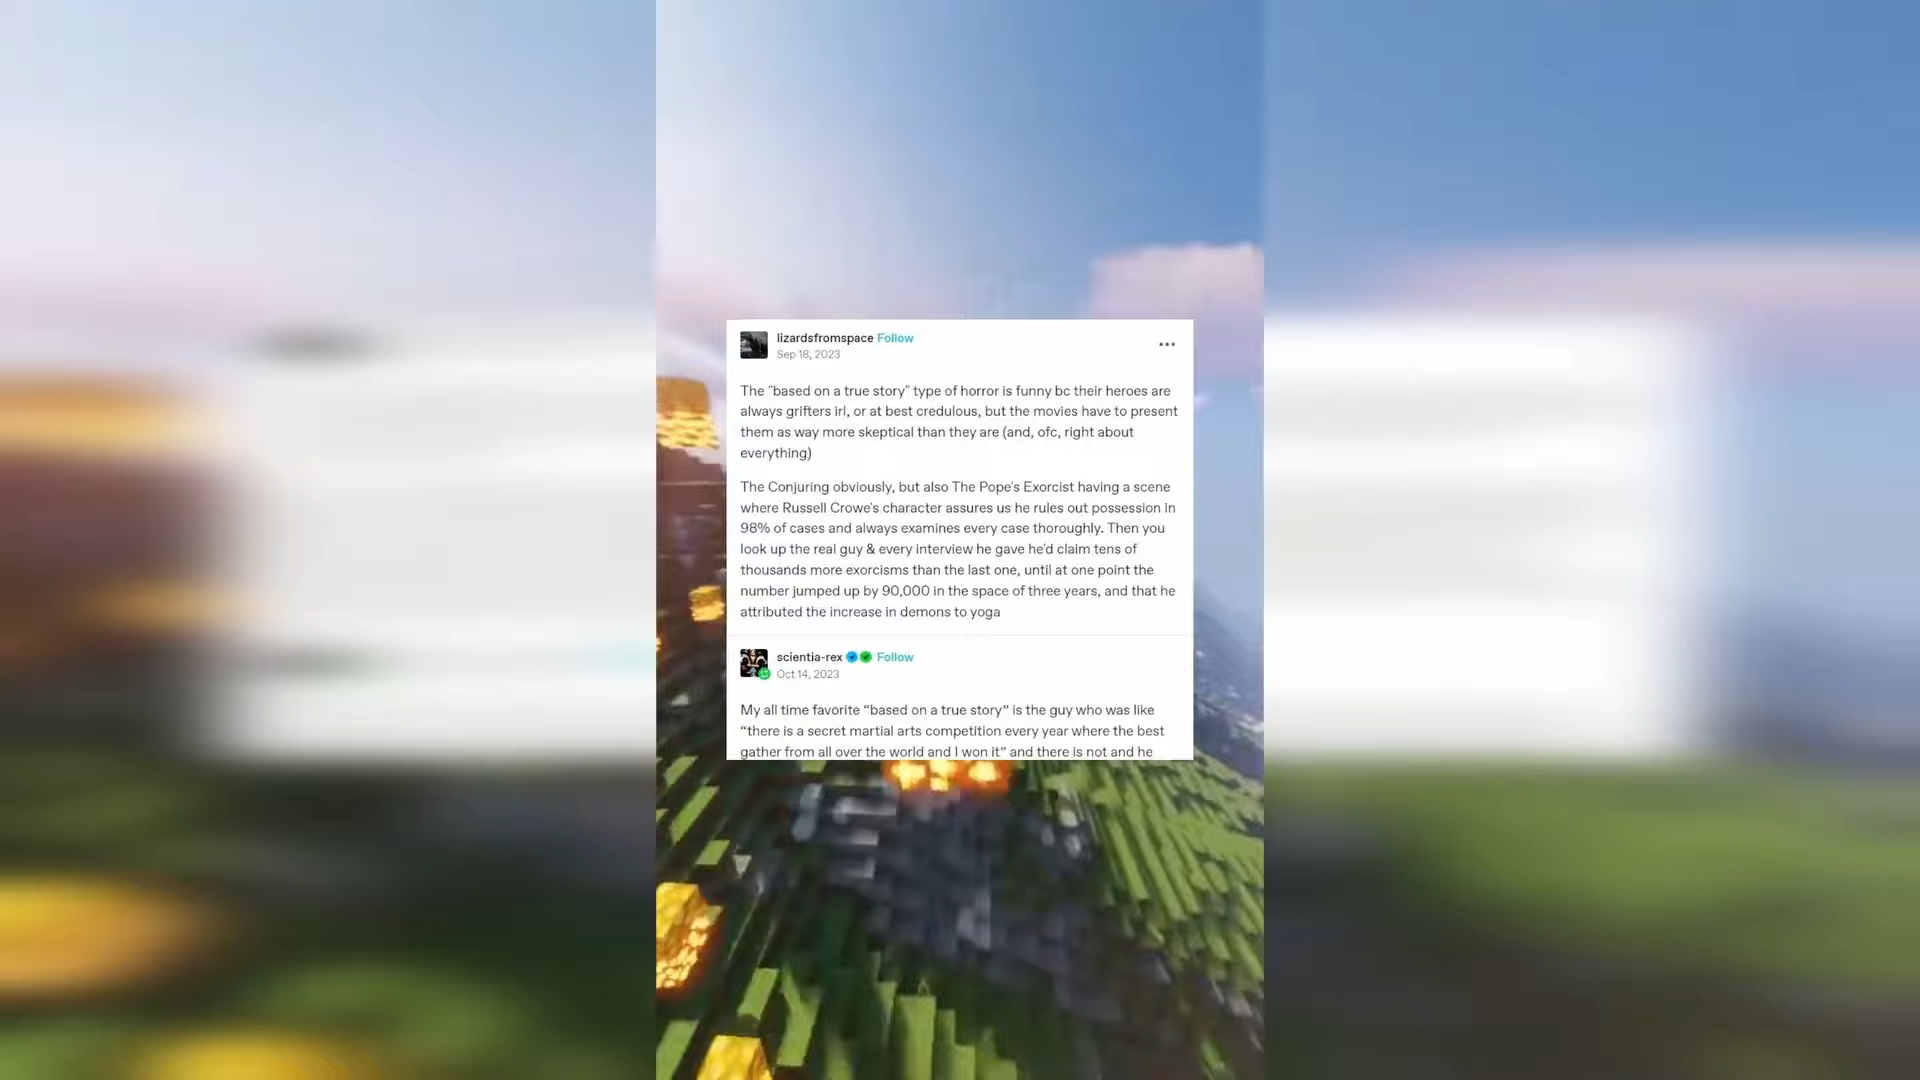 lizardsfromspace Follow
Sep 18, 2023
The "based on a true story" type of horror is funny bc their heroes are
always grifters irl, or at best credulous, but the movies have to present
them as way more skeptical than they are (and, ofc, right about
everything)
The Conjuring obviously, but also The Pope's Exorcist having a scene
where Russell Crowe's character assures us he rules out possession in
98% of cases and always examines every case thoroughly. Then you
look up the real guy & every interview he gave he'd claim tens of
thousands more exorcisms than the last one, until at one point the
number jumped up by 90,000 in the space of three years, and that he
attributed the increase in demons to yoga
scientia-rex Follow
Oct 14, 2023
My all time favorite “based on a true story” is the guy who was like
“there is a secret martial arts competition every year where the best
gather from all over the world and I won it” and there is not and he